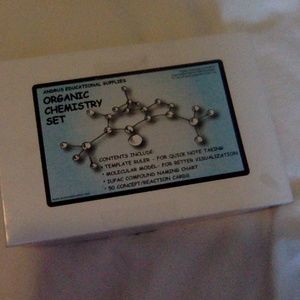 ANDRUS EDUCATIONAL SUPPLIES
ORGANIC
CHEMISTRY
SET
CONTENTS INCLUDE:
• TEMPLATE RULER - FOR QUICK NOTE TAKING
• MOLECULAR MODEL - FOR BETTER VISUALIZATION
• IUPAC COMPOUND NAMING CHART
• 50 CONCEPT/REACTION CARDS